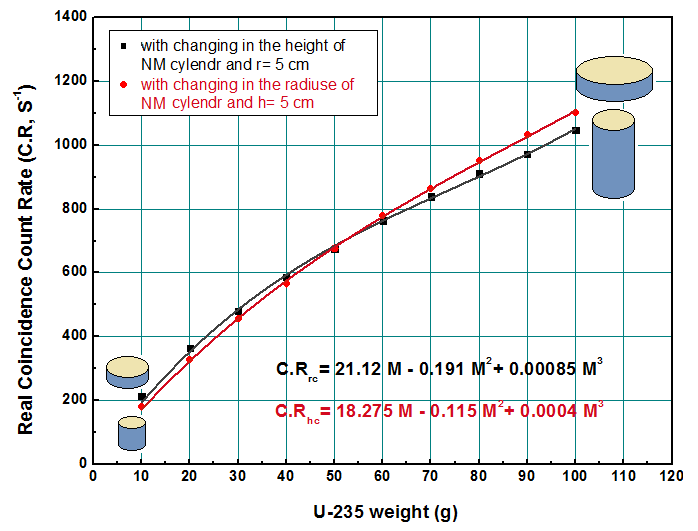 1400
1200
1000
800
600
400
200
0
Real Coincidence Count Rate (C.R, S⁻¹)
with changing in the height of
NM cylendr and r= 5 cm
with changing in the radiuse of
NM cylendr and h= 5 cm
C.R_rc = 21.12 M - 0.191 M²+ 0.00085 M³
C.R_hc = 18.275 M - 0.115 M²+ 0.0004 M³
0 10 20 30 40 50 60 70 80 90 100 110 120
U-235 weight (g)